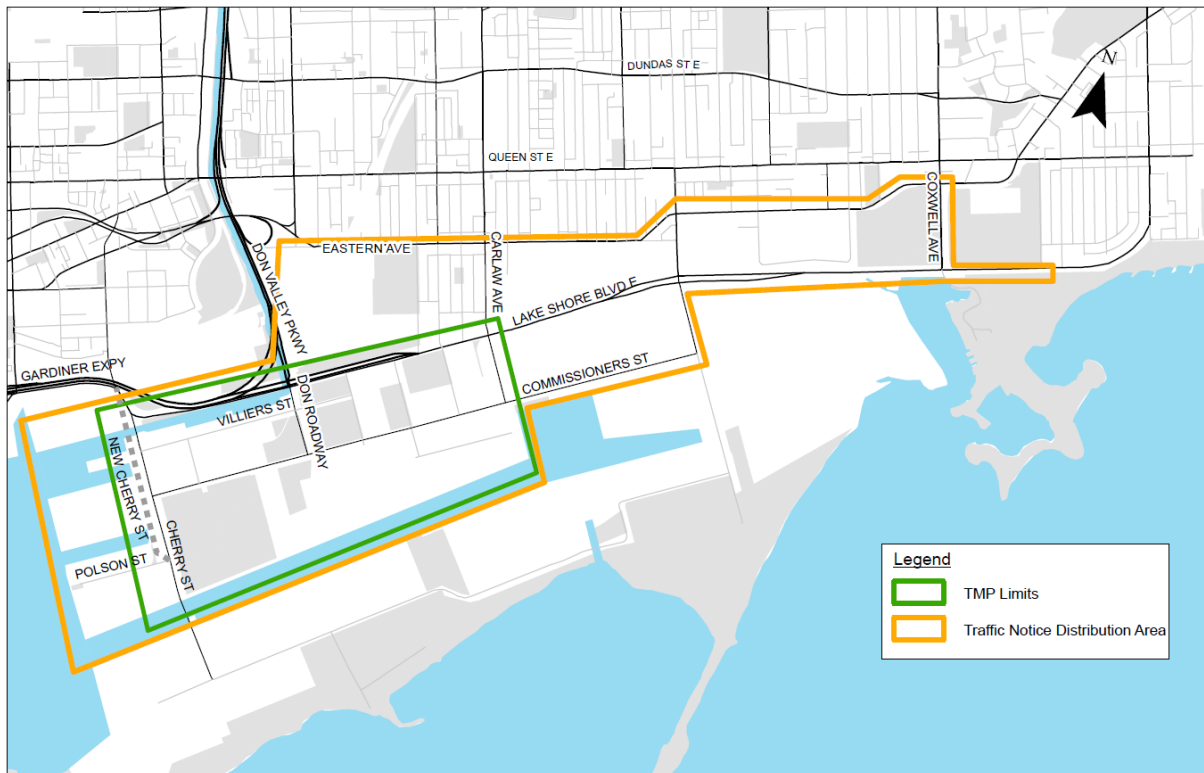 DUNDAS ST E
N
QUEEN ST E
COXWELL AVE
EASTERN AVE
CARLAW AVE
DON VALLEY PKWY
LAKE SHORE BLVD E
GARDINER EXPY
COMMISSIONERS ST
VILLIERS ST
DON ROADWAY
NEW CHERRY ST
CHERRY ST
POLSON ST
Legend
TMP Limits
Traffic Notice Distribution Area